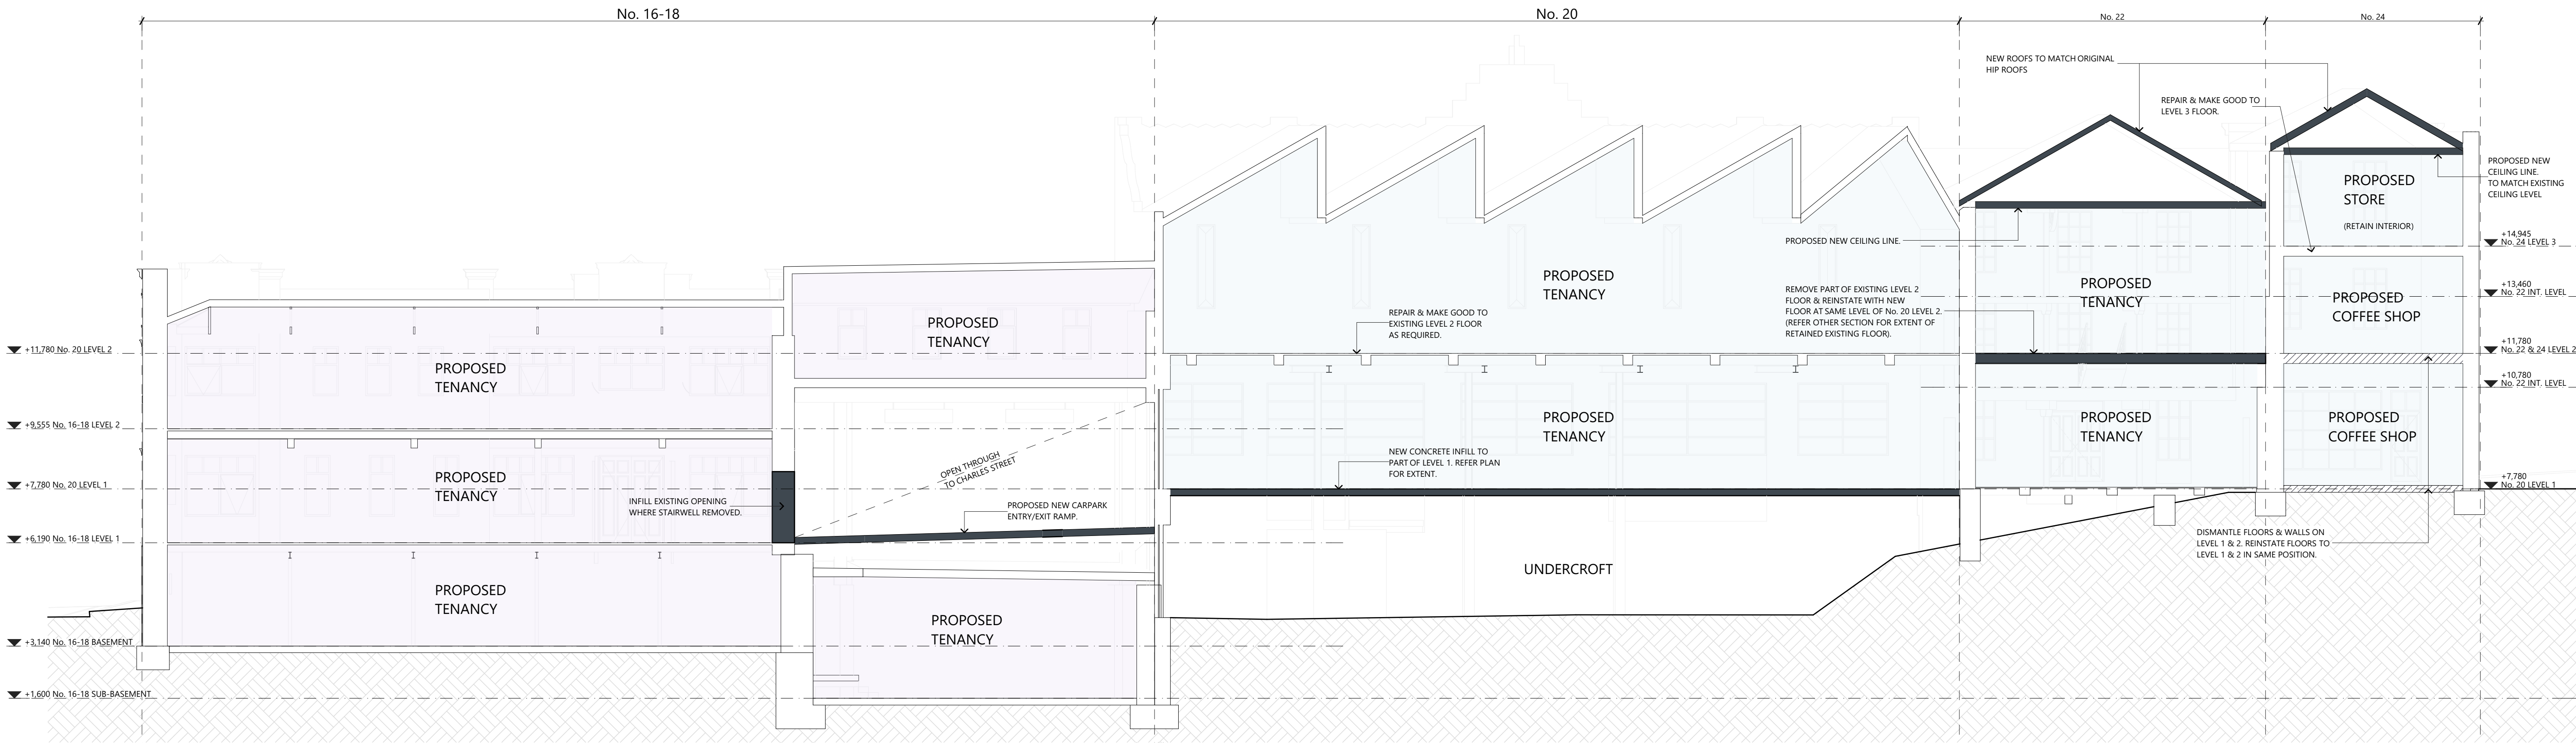 No. 16-18
No. 20
No. 22
No. 24
NEW ROOFS TO MATCH ORIGINAL
HIP ROOFS
REPAIR & MAKE GOOD TO
LEVEL 3 FLOOR.
PROPOSED NEW
CEILING LINE.
TO MATCH EXISTING
CEILING LEVEL
PROPOSED
STORE
(RETAIN INTERIOR)
+14,945
No. 24 LEVEL 3
PROPOSED NEW CEILING LINE.
PROPOSED
TENANCY
PROPOSED
TENANCY
PROPOSED
COFFEE SHOP
+13,460
No. 22 INT. LEVEL
REMOVE PART OF EXISTING LEVEL 2
FLOOR & REINSTATE WITH NEW
FLOOR AT SAME LEVEL OF No. 20 LEVEL 2.
(REFER OTHER SECTION FOR EXTENT OF
RETAINED EXISTING FLOOR).
REPAIR & MAKE GOOD TO
EXISTING LEVEL 2 FLOOR
AS REQUIRED.
PROPOSED
TENANCY
+11,780 No. 20 LEVEL 2
+11,780
No. 22 & 24 LEVEL 2
PROPOSED
TENANCY
+10,780
No. 22 INT. LEVEL
PROPOSED
TENANCY
PROPOSED
TENANCY
PROPOSED
COFFEE SHOP
+9,555 No. 16-18 LEVEL 2
NEW CONCRETE INFILL TO
PART OF LEVEL 1. REFER PLAN
FOR EXTENT.
OPEN THROUGH
TO CHARLES STREET
PROPOSED
TENANCY
+7,780 No. 20 LEVEL 1
+7,780
No. 20 LEVEL 1
INFILL EXISTING OPENING
WHERE STAIRWELL REMOVED.
PROPOSED NEW CARPARK
ENTRY/EXIT RAMP.
+6,190 No. 16-18 LEVEL 1
DISMANTLE FLOORS & WALLS ON
LEVEL 1 & 2. REINSTATE FLOORS TO
LEVEL 1 & 2 IN SAME POSITION.
UNDERCROFT
PROPOSED
TENANCY
PROPOSED
TENANCY
+3,140 No. 16-18 BASEMENT
+1,600 No. 16-18 SUB-BASEMENT